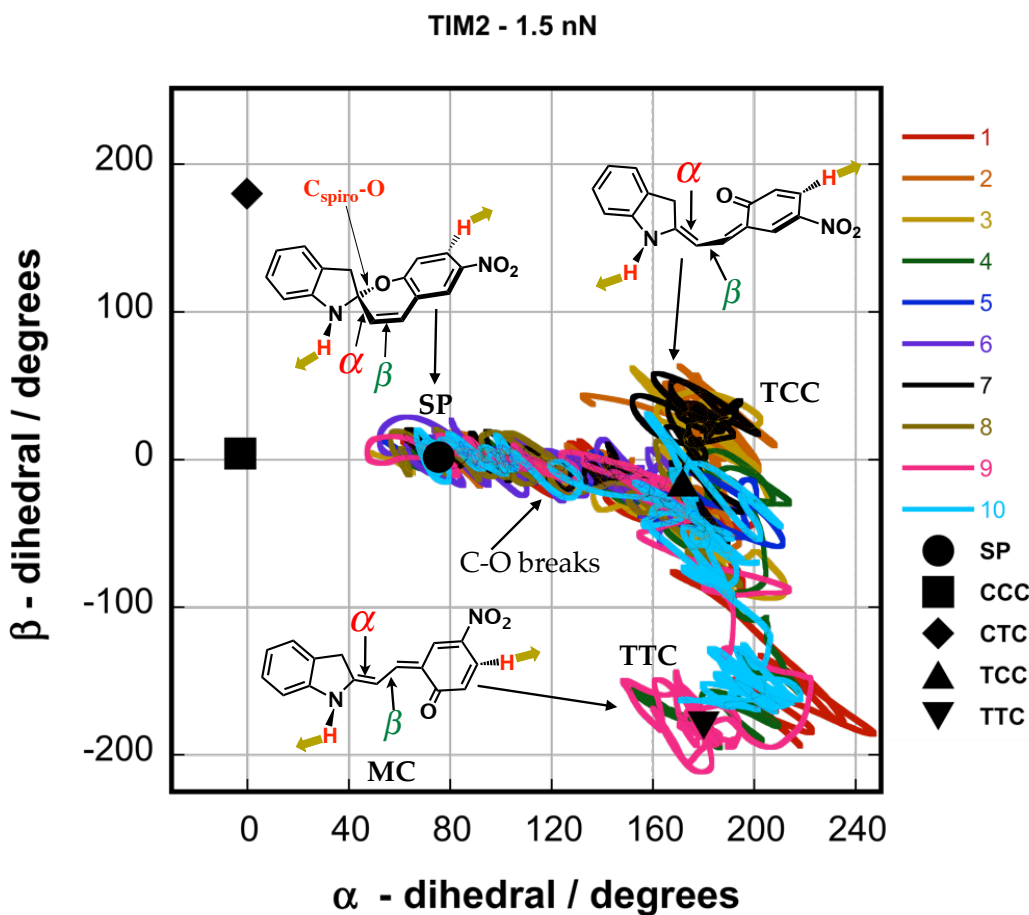 TIM2 - 1.5 nN
β - dihedral / degrees
200
100
0
-100
-200
C_spiro-O
O
N
H
H
NO₂
α
β
SP
α
O
N
H
H
NO₂
β
TCC
C-O breaks
α
NO₂
N
H
H
O
β
MC
TTC
0
40
80
120
160
200
240
α - dihedral / degrees
1
2
3
4
5
6
7
8
9
10
SP
CCC
CTC
TCC
TTC